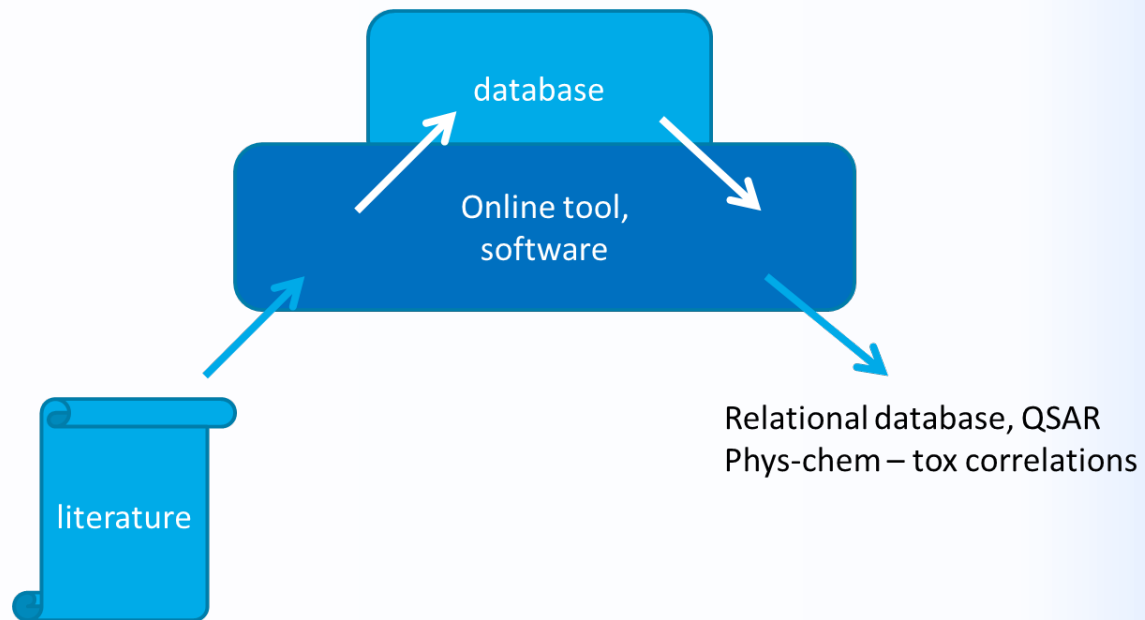 database
Online tool,
software
literature
Relational database, QSAR
Phys-chem – tox correlations